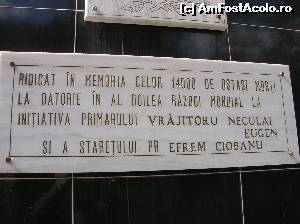 www.AmFostAcolo.ro
RIDICAT ÎN MEMORIA CELOR 14000 DE OSTAȘI MORȚI
LA DATORIE ÎN AL DOILEA RĂZBOI MONDIAL LA
INIȚIATIVA PRIMARULUI VRĂJITORU NECULAI
EUGEN
ȘI A STAREȚULUI PR EFREM CIOBANU